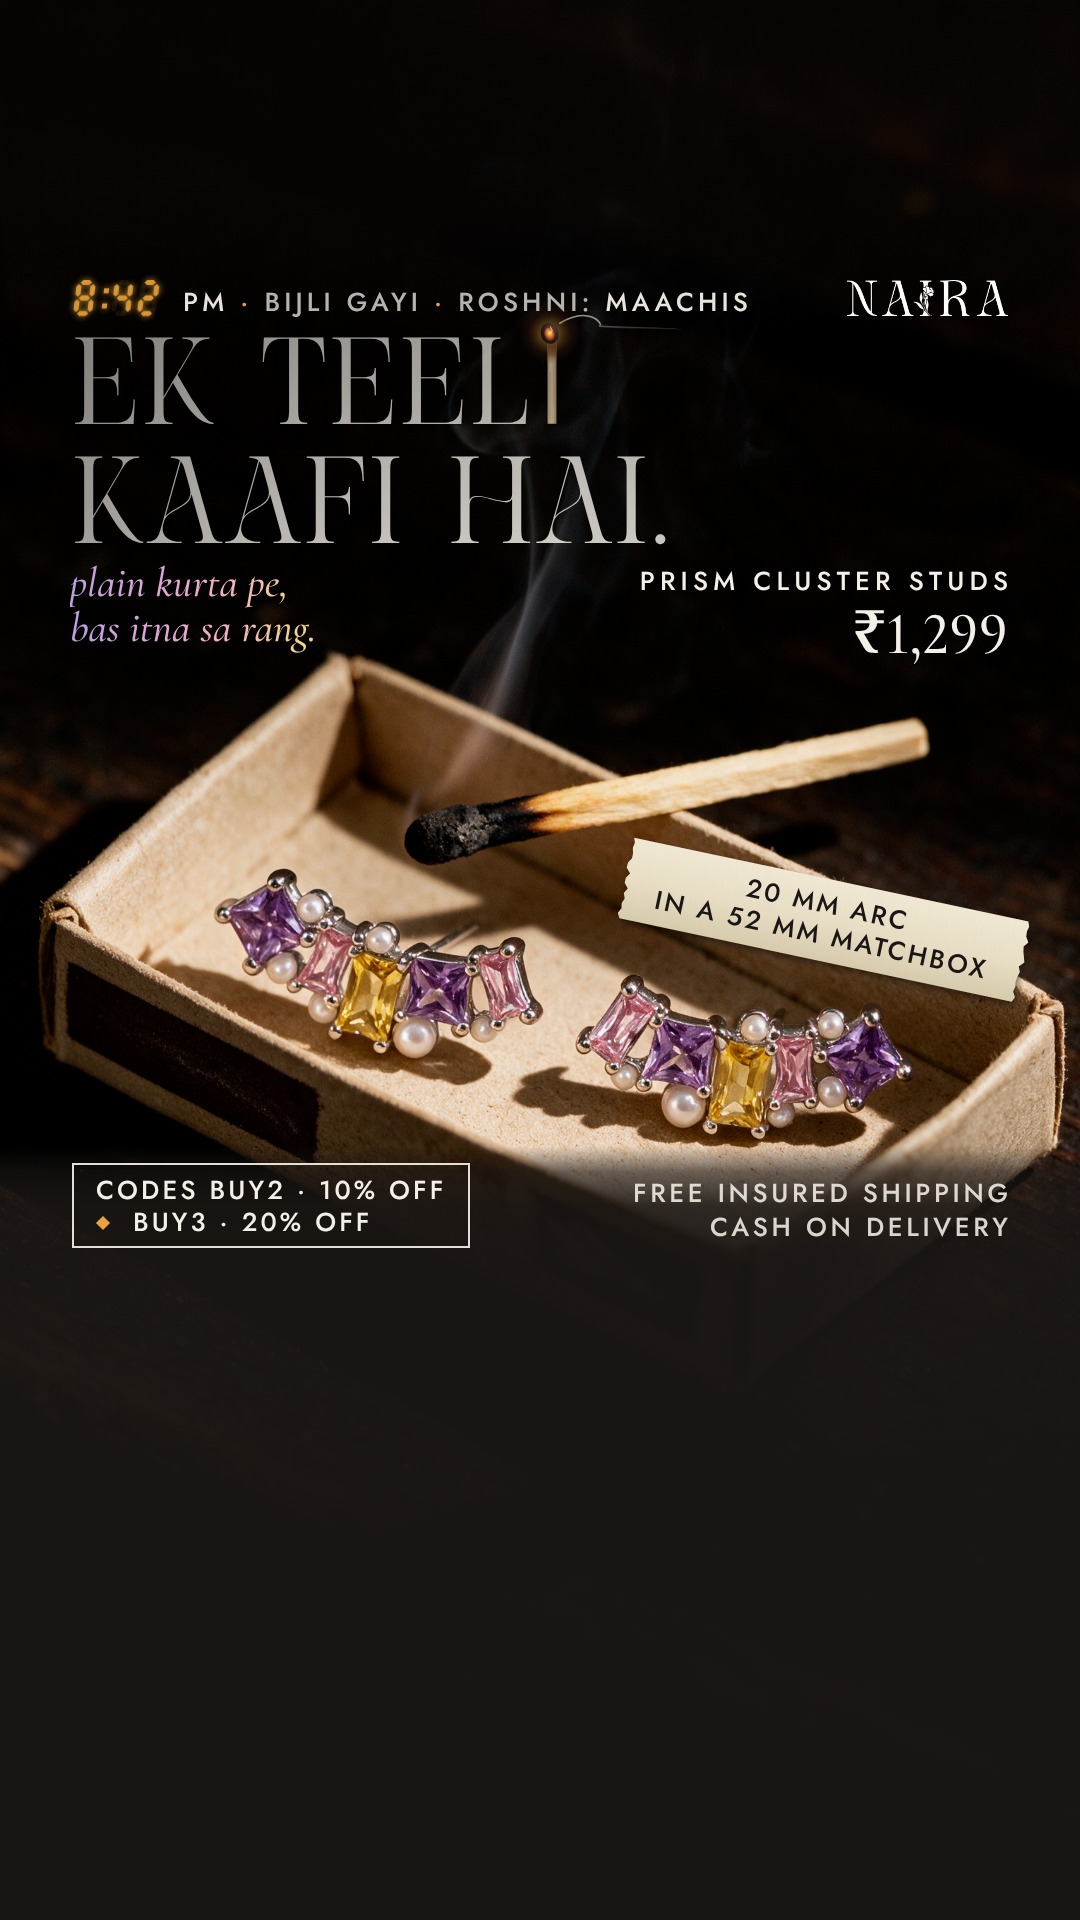 8:42 PM · BIJLI GAYI · ROSHNI: MAACHIS
NAIRA
EK TEELI
KAAFI HAI.
plain kurta pe,
bas itna sa rang.
PRISM CLUSTER STUDS
₹1,299
20 MM ARC
IN A 52 MM MATCHBOX
CODES BUY2 · 10% OFF
◆ BUY3 · 20% OFF
FREE INSURED SHIPPING
CASH ON DELIVERY